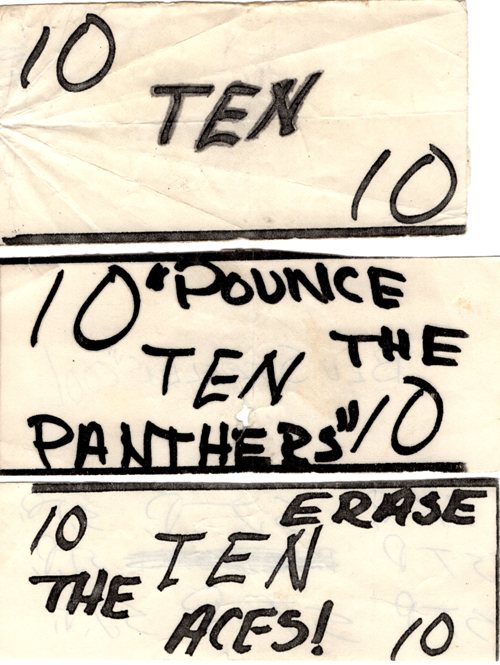 10
TEN
10
10 "POUNCE
THE
TEN
PANTHERS" 10
ERASE
10 TEN
THE
ACES!
10